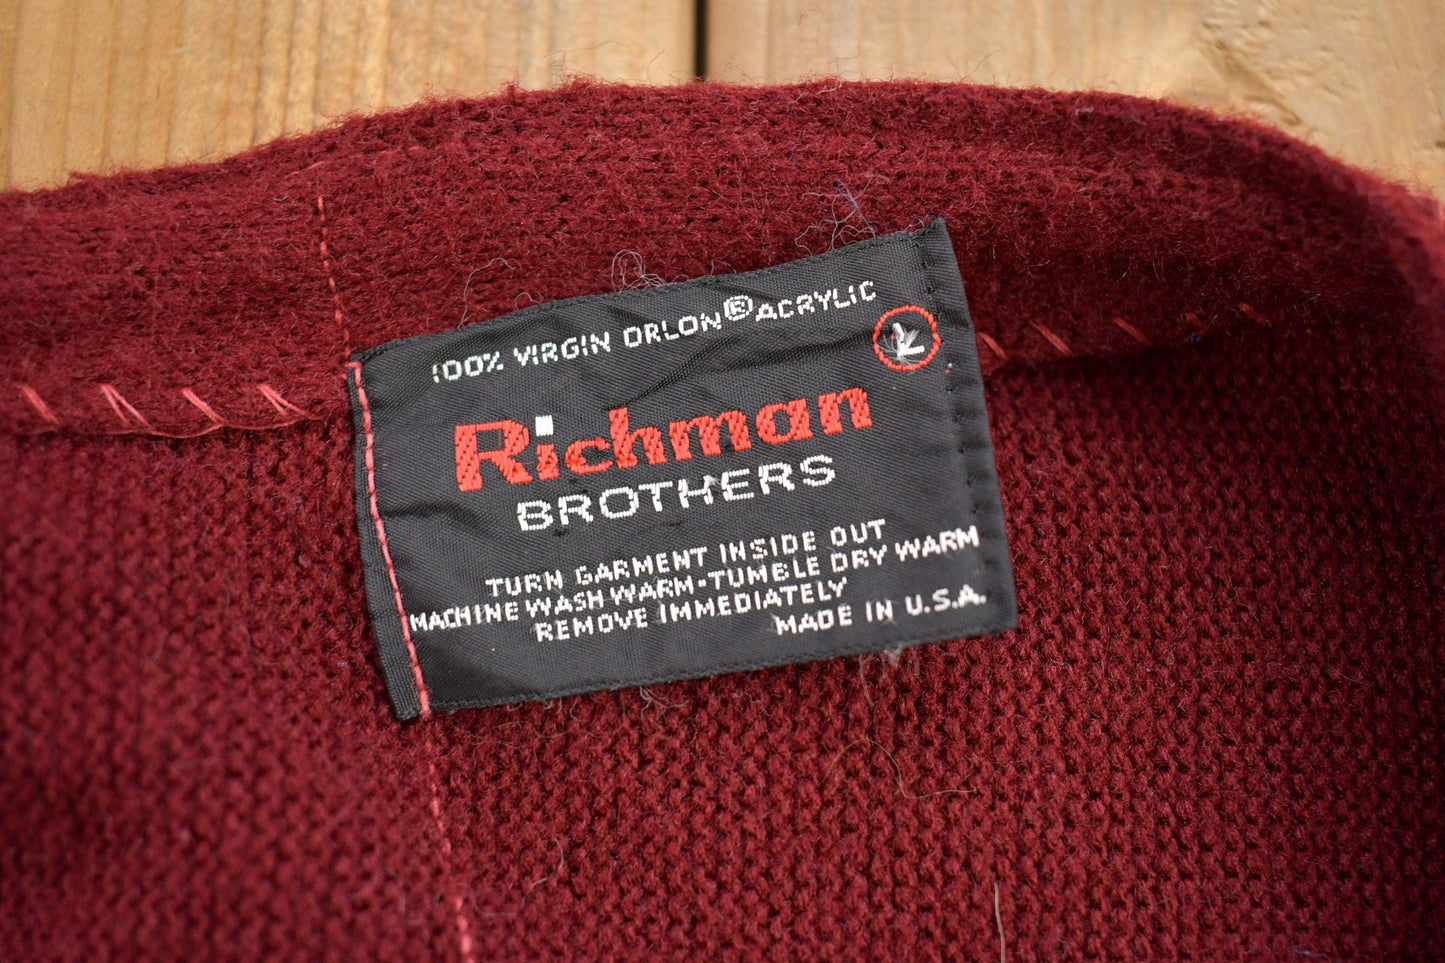 100% VIRGIN ORLON® ACRYLIC
Richman
BROTHERS
TURN GARMENT INSIDE OUT
MACHINE WASH WARM-TUMBLE DRY WARM
REMOVE IMMEDIATELY
MADE IN U.S.A.